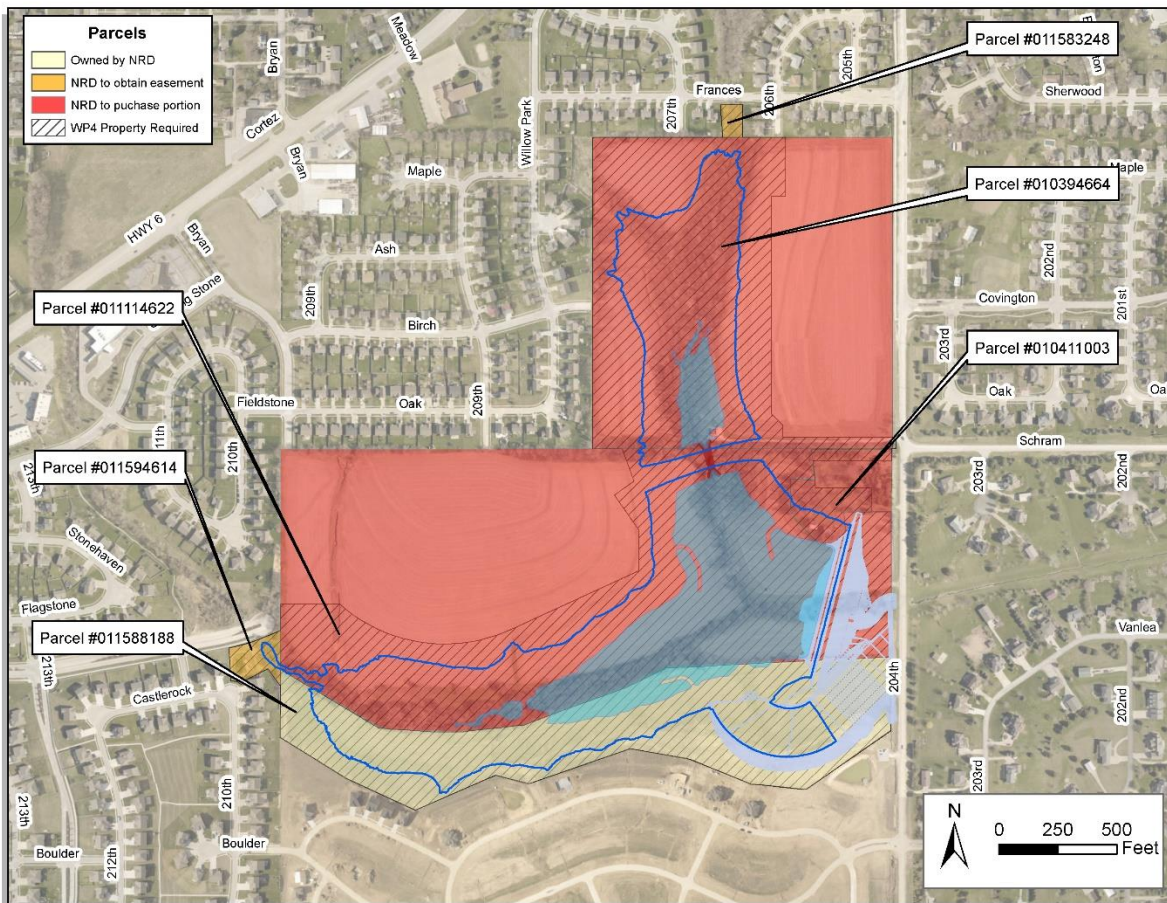 Parcels
Owned by NRD
NRD to obtain easement
NRD to puchase portion
WP4 Property Required
Bryan
Meadow
Cortez
Bryan
HWY 6
Bryan
Willow Park
Maple
Ash
209th
Birch
Fieldstone
Oak
209th
210th
213th
Stonehaven
Flagstone
213th
Castlerock
210th
213th
Boulder
212th
Boulder
207th
Frances
206th
205th
Sherwood
Maple
202nd
Covington
201st
203rd
Oak
Schram
203rd
202nd
Vanlea
204th
202nd
203rd
Parcel #011583248
Parcel #010394664
Parcel #010411003
Parcel #011114622
Parcel #011594614
Parcel #011588188
N
0 250 500
Feet